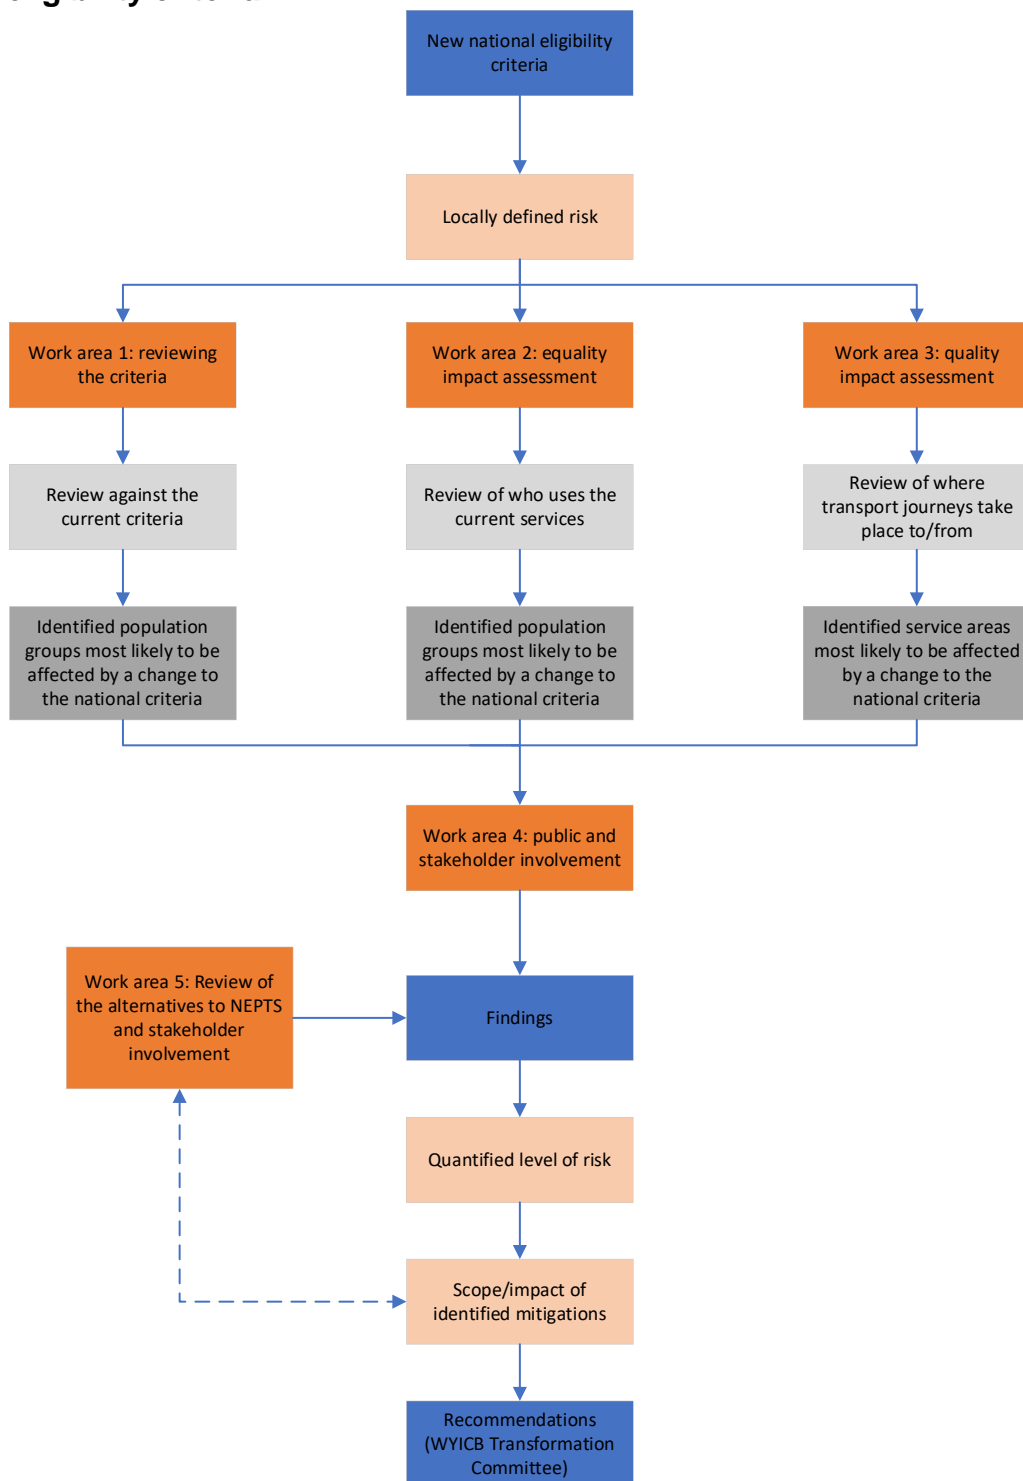 New national eligibility
criteria
Locally defined risk
Work area 1: reviewing
the criteria
Work area 2: equality
impact assessment
Work area 3: quality
impact assessment
Review against the
current criteria
Review of who uses the
current services
Review of where
transport journeys take
place to/from
Identified population
groups most likely to be
affected by a change to
the national criteria
Identified population
groups most likely to be
affected by a change to
the national criteria
Identified service areas
most likely to be affected
by a change to the
national criteria
Work area 4: public and
stakeholder involvement
Work area 5: Review of
the alternatives to NEPTS
and stakeholder
involvement
Findings
Quantified level of risk
Scope/impact of
identified mitigations
Recommendations
(WYICB Transformation
Committee)